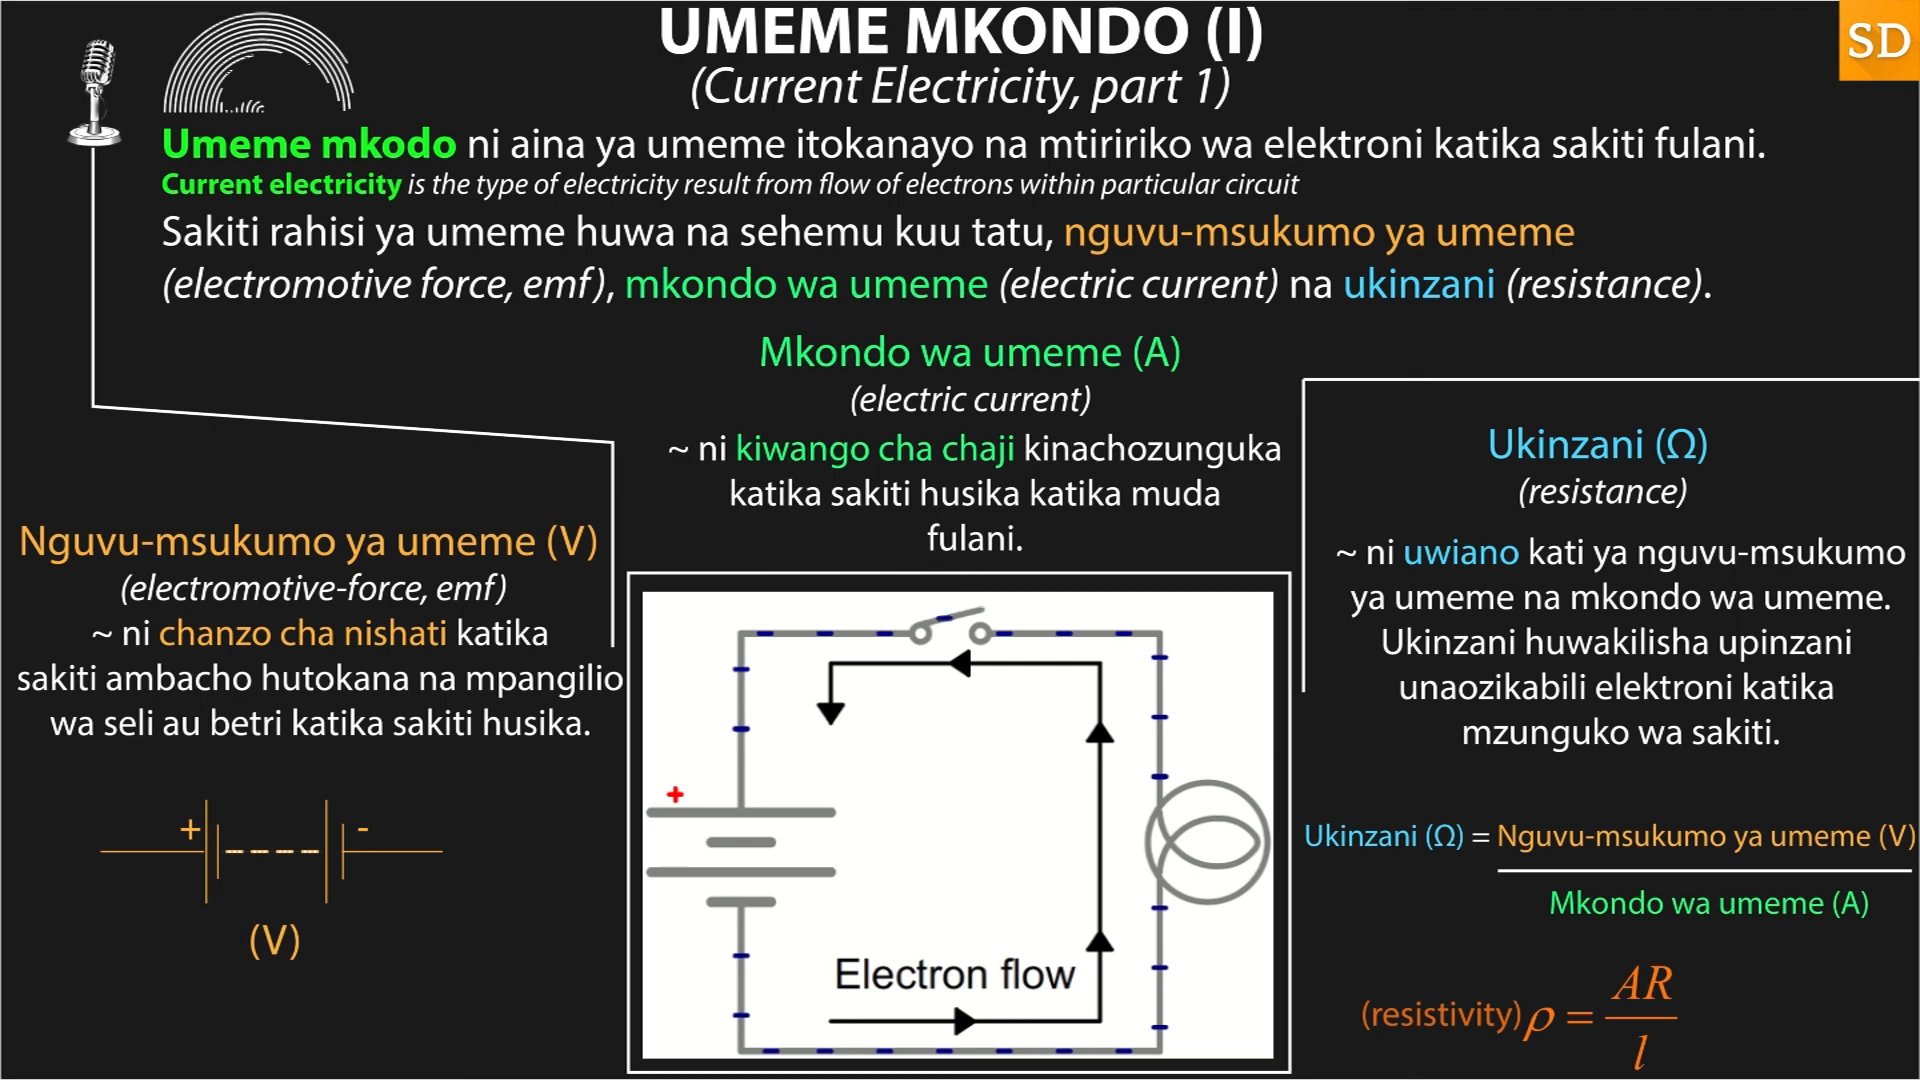 UMEME MKONDO (I)
SD
(Current Electricity, part 1)
Umeme mkodo ni aina ya umeme itokanayo na mtiririko wa elektroni katika sakiti fulani.
Current electricity is the type of electricity result from flow of electrons within particular circuit
Sakiti rahisi ya umeme huwa na sehemu kuu tatu, nguvu-msukumo ya umeme
(electromotive force, emf), mkondo wa umeme (electric current) na ukinzani (resistance).
Nguvu-msukumo ya umeme (V)
(electromotive-force, emf)
~ ni chanzo cha nishati katika
sakiti ambacho hutokana na mpangilio
wa seli au betri katika sakiti husika.
+ -
(V)
Mkondo wa umeme (A)
(electric current)
~ ni kiwango cha chaji kinachozunguka
katika sakiti husika katika muda
fulani.
+
Electron flow
Ukinzani (Ω)
(resistance)
~ ni uwiano kati ya nguvu-msukumo
ya umeme na mkondo wa umeme.
Ukinzani huwakilisha upinzani
unaozikabili elektroni katika
mzunguko wa sakiti.
Ukinzani (Ω) = Nguvu-msukumo ya umeme (V)
Mkondo wa umeme (A)
(resistivity) ρ = AR
l